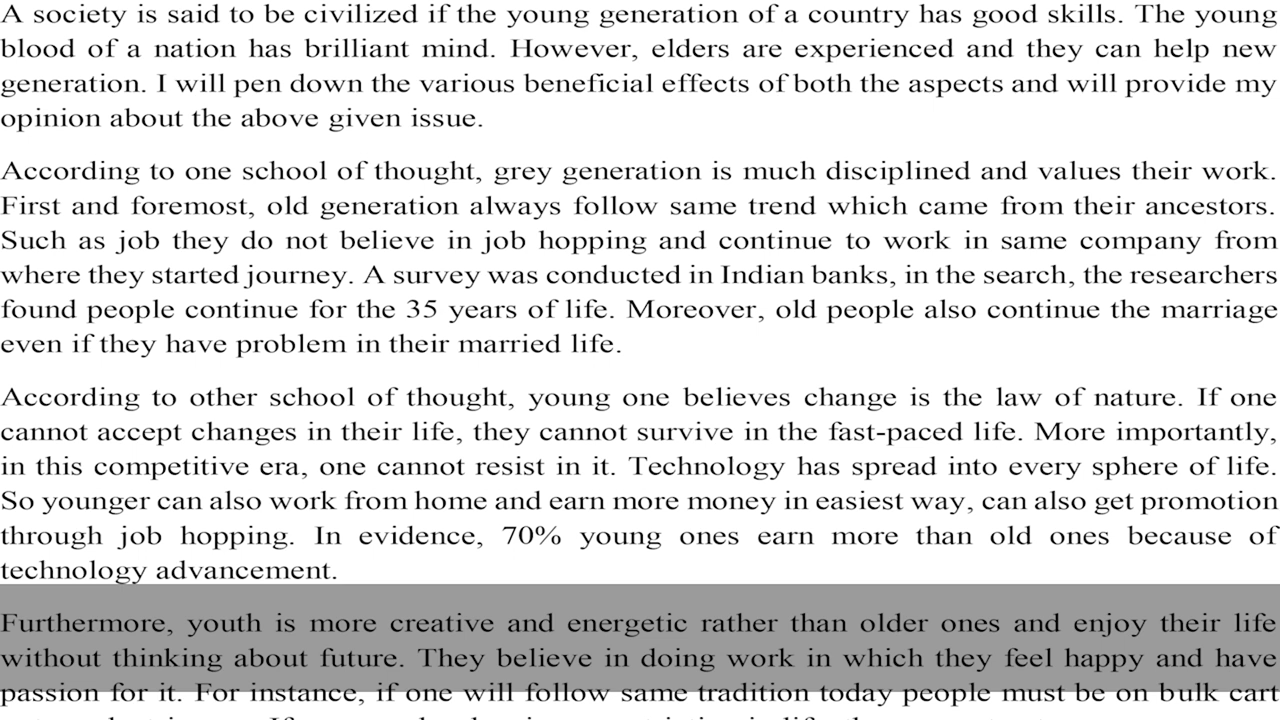 A society is said to be civilized if the young generation of a country has good skills. The young
blood of a nation has brilliant mind. However, elders are experienced and they can help new
generation. I will pen down the various beneficial effects of both the aspects and will provide my
opinion about the above given issue.
According to one school of thought, grey generation is much disciplined and values their work.
First and foremost, old generation always follow same trend which came from their ancestors.
Such as job they do not believe in job hopping and continue to work in same company from
where they started journey. A survey was conducted in Indian banks, in the search, the researchers
found people continue for the 35 years of life. Moreover, old people also continue the marriage
even if they have problem in their married life.
According to other school of thought, young one believes change is the law of nature. If one
cannot accept changes in their life, they cannot survive in the fast-paced life. More importantly,
in this competitive era, one cannot resist in it. Technology has spread into every sphere of life.
So younger can also work from home and earn more money in easiest way, can also get promotion
through job hopping. In evidence, 70% young ones earn more than old ones because of
technology advancement.
Furthermore, youth is more creative and energetic rather than older ones and enjoy their life
without thinking about future. They believe in doing work in which they feel happy and have
passion for it. For instance, if one will follow same tradition today people must be on bulk cart